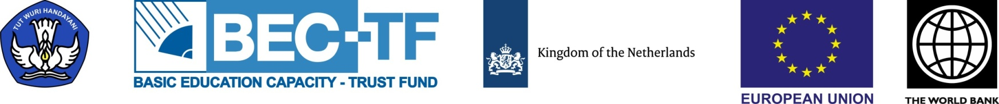 TUT WURI HANDAYANI
BEC-TF
BASIC EDUCATION CAPACITY - TRUST FUND
Kingdom of the Netherlands
EUROPEAN UNION
THE WORLD BANK